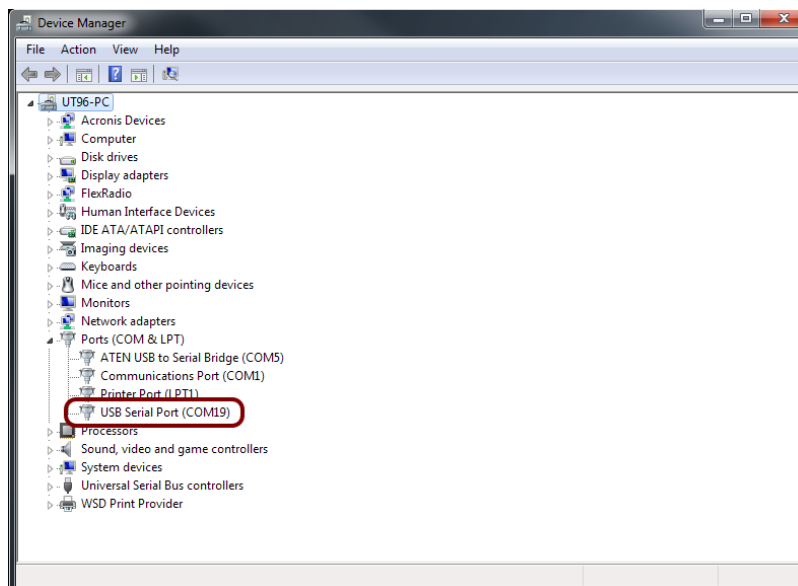 Device Manager
File Action View Help
UT96-PC
Acronis Devices
Computer
Disk drives
Display adapters
FlexRadio
Human Interface Devices
IDE ATA/ATAPI controllers
Imaging devices
Keyboards
Mice and other pointing devices
Monitors
Network adapters
Ports (COM & LPT)
ATEN USB to Serial Bridge (COM5)
Communications Port (COM1)
Printer Port (LPT1)
USB Serial Port (COM19)
Processors
Sound, video and game controllers
System devices
Universal Serial Bus controllers
WSD Print Provider